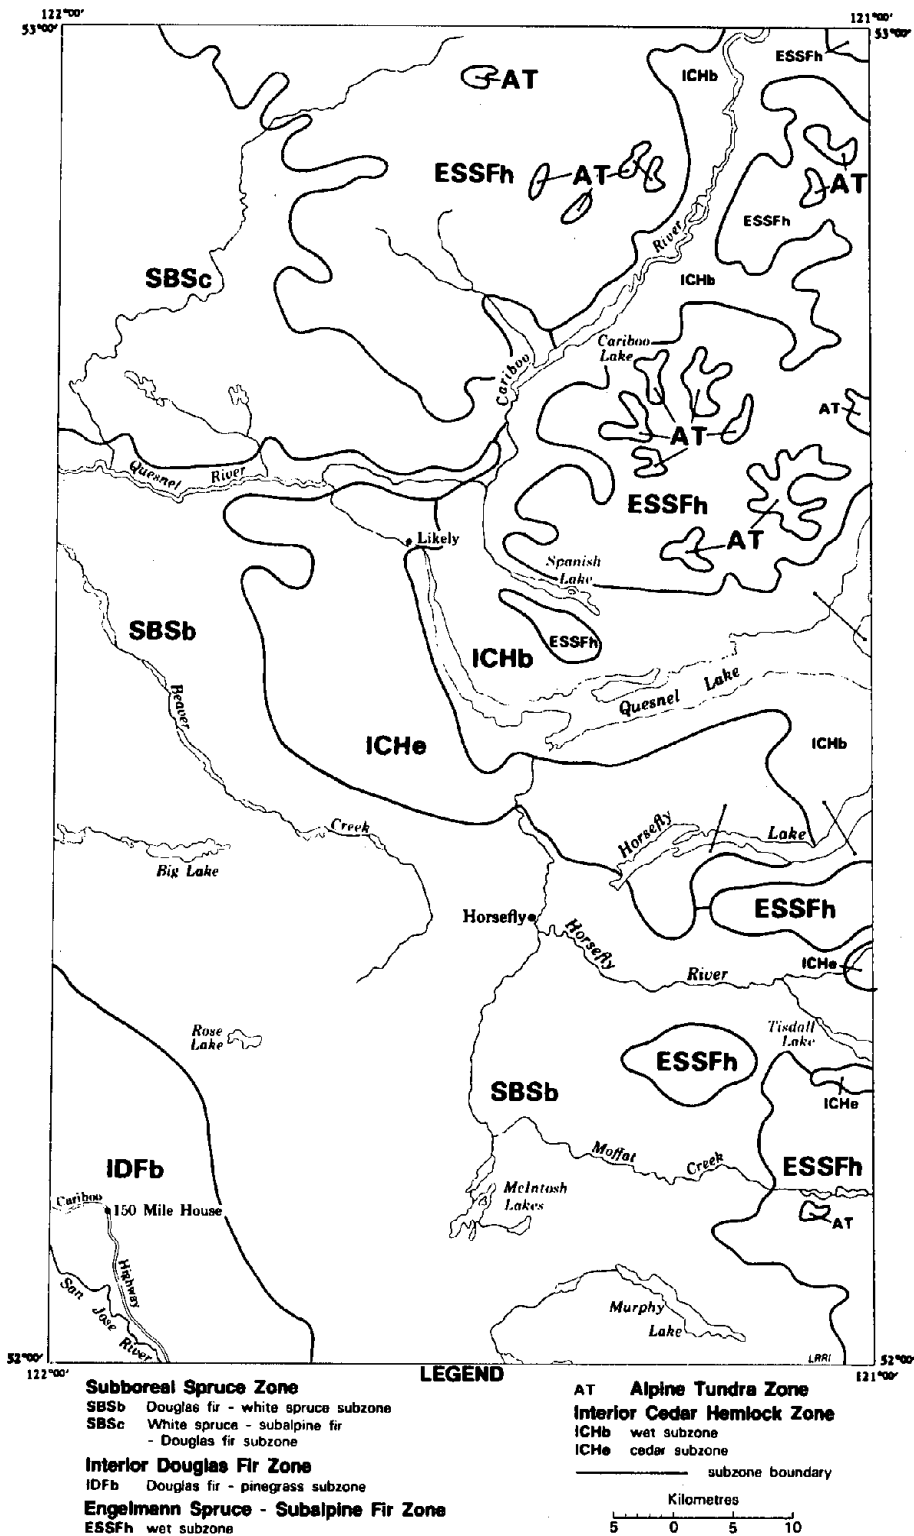 122°00'
121°00'
53°00'
53°00'
ESSFh
ICHb
AT
ESSFh
AT
AT
ESSFh
River
SBSc
ICHb
Cariboo
Lake
Cariboo
AT
AT
Quesnel
River
ESSFh
AT
Likely
Spanish
Lake
SBSb
ESSFh
ICHb
Quesnel Lake
Beaver
ICHe
ICHb
Creek
Horsefly
Lake
Big Lake
ESSFh
Horsefly
Horsefly
River
ICHe
Rose
Lake
Tisdall
Lake
ESSFh
SBSb
ICHe
IDFb
Moffat
Creek
ESSFh
Cariboo
150 Mile House
McIntosh
Lakes
AT
Highway
San Jose River
Murphy
Lake
LRRI
52°00'
52°00'
122°00'
121°00'
LEGEND
Subboreal Spruce Zone
SBSb Douglas fir - white spruce subzone
SBSc White spruce - subalpine fir
- Douglas fir subzone
Interior Douglas Fir Zone
IDFb Douglas fir - pinegrass subzone
Engelmann Spruce - Subalpine Fir Zone
ESSFh wet subzone
AT Alpine Tundra Zone
Interior Cedar Hemlock Zone
ICHb wet subzone
ICHe cedar subzone
subzone boundary
Kilometres
5 0 5 10